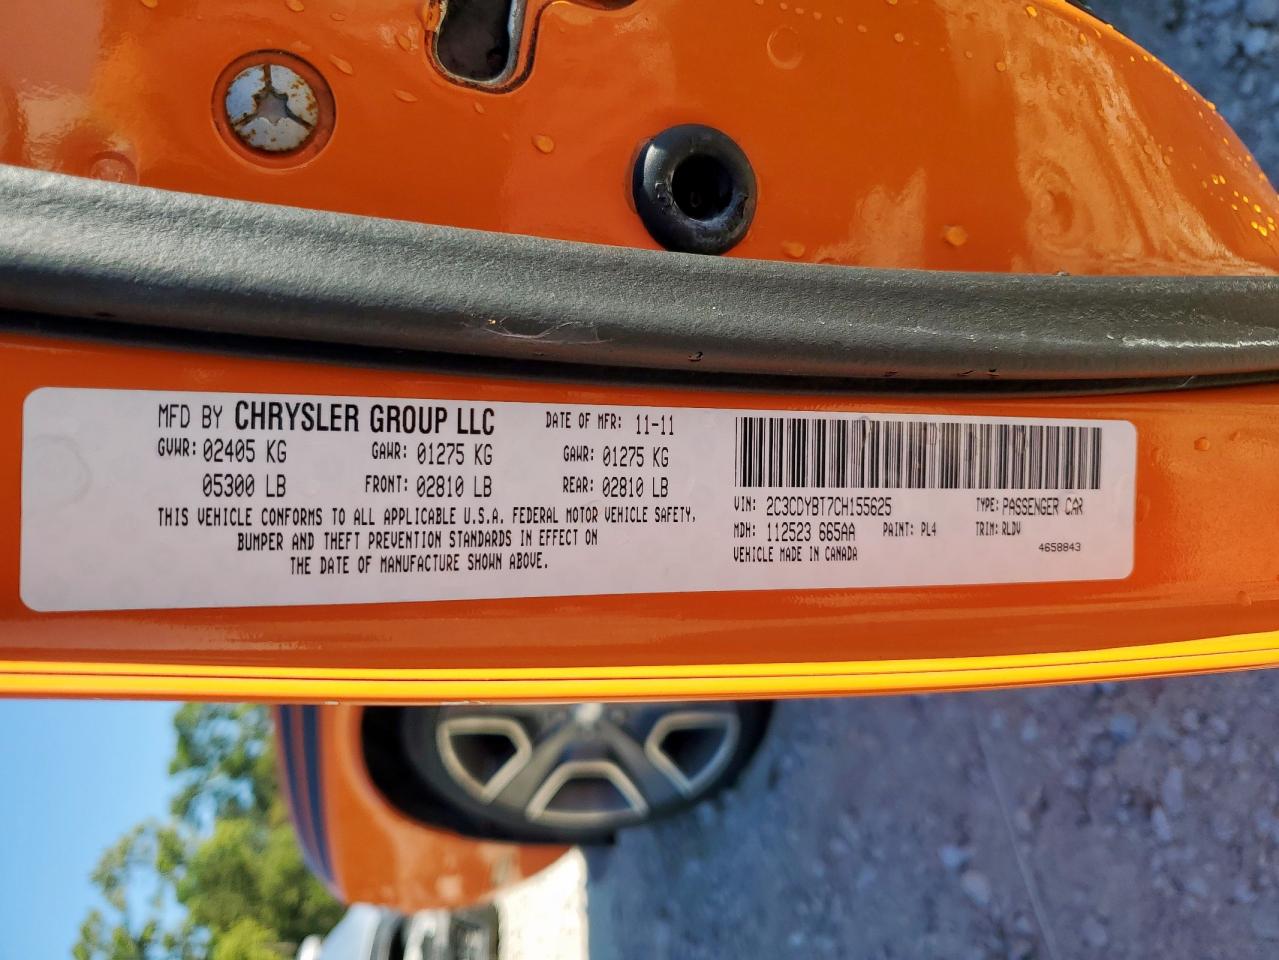 MFD BY CHRYSLER GROUP LLC DATE OF MFR: 11-11
GVWR: 02405 KG GAWR: 01275 KG GAWR: 01275 KG
05300 LB FRONT: 02810 LB REAR: 02810 LB
THIS VEHICLE CONFORMS TO ALL APPLICABLE U.S.A. FEDERAL MOTOR VEHICLE SAFETY,
BUMPER AND THEFT PREVENTION STANDARDS IN EFFECT ON
THE DATE OF MANUFACTURE SHOWN ABOVE.
VIN: 2C3CDYBT7CH155625 TYPE: PASSENGER CAR
MDH: 112523 665AA PAINT: PL4 TRIM: RLDV
VEHICLE MADE IN CANADA 4658843